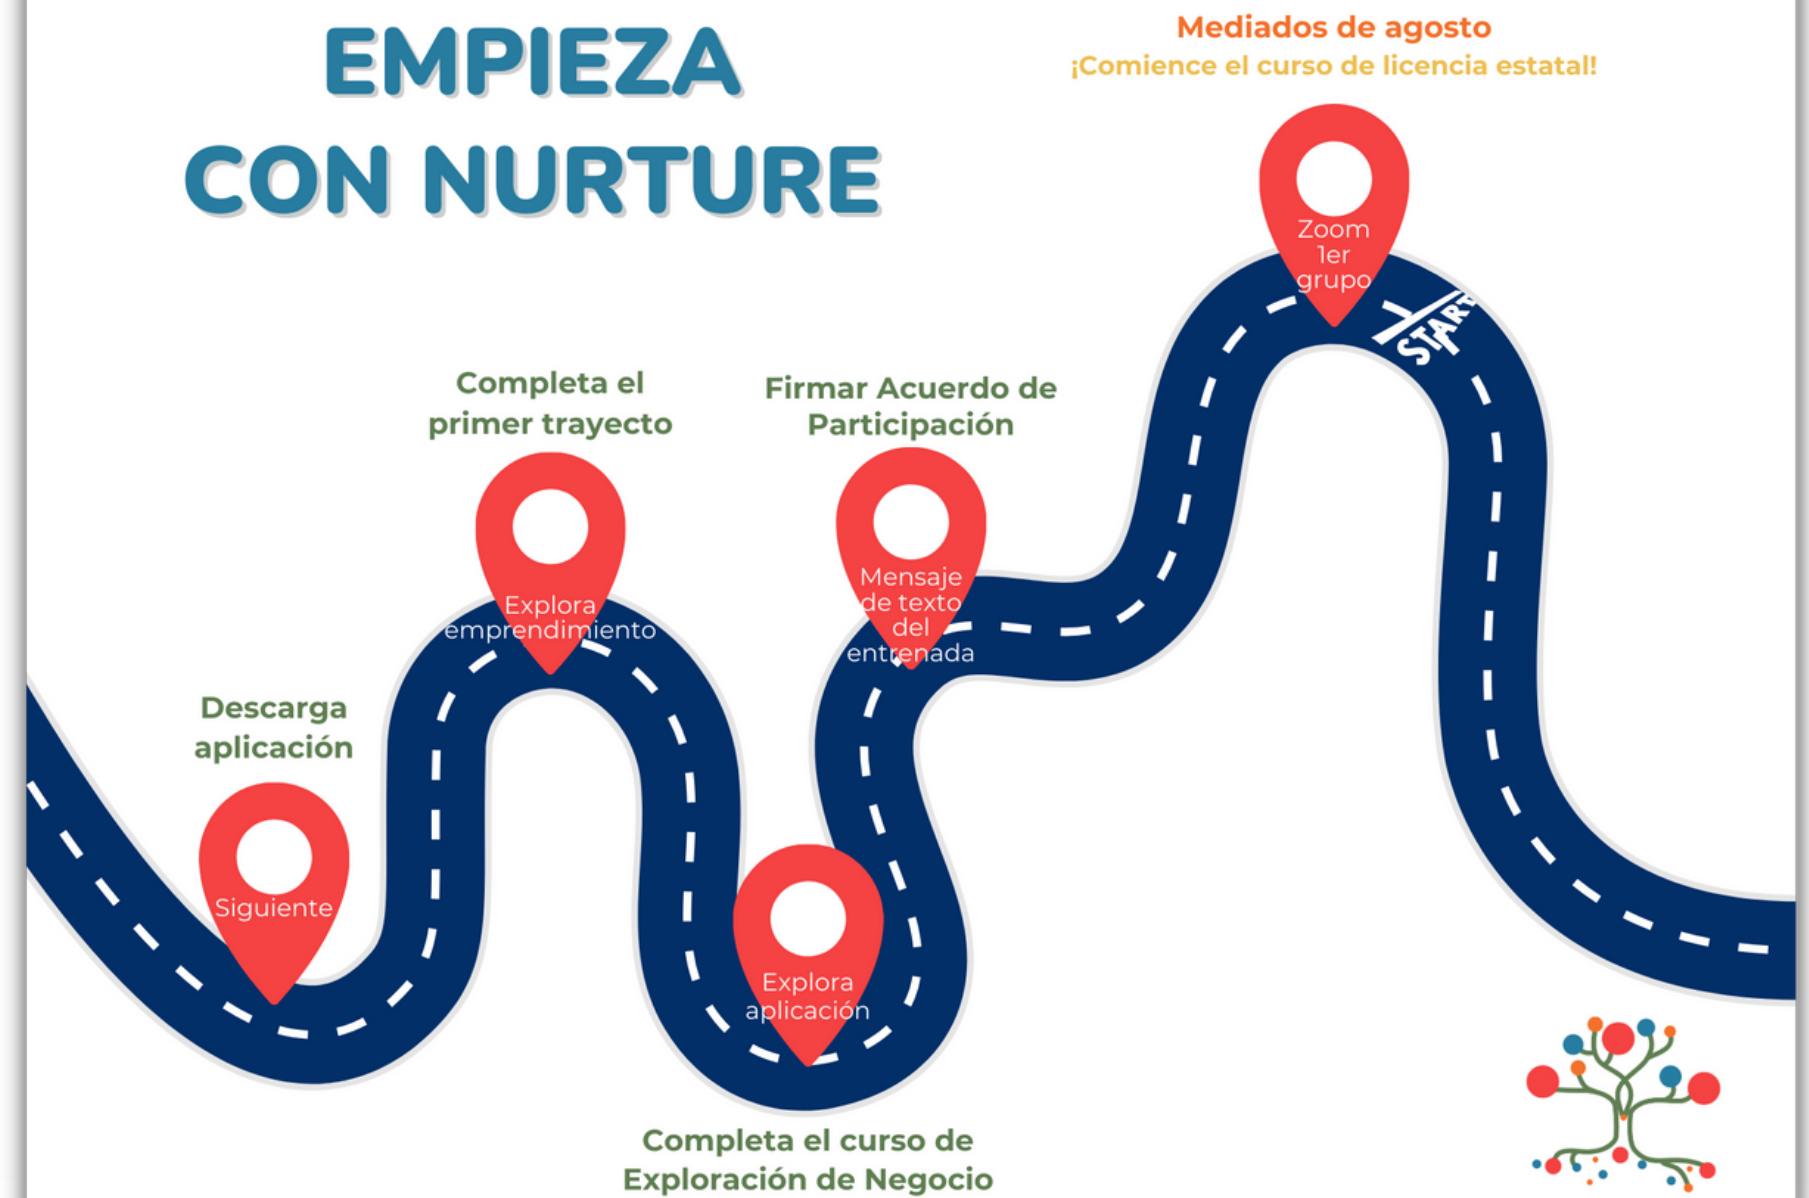 EMPIEZA
CON NURTURE
Mediados de agosto
¡Comience el curso de licencia estatal!
Zoom
1er
grupo
START
Completa el
primer trayecto
Explora
emprendimiento
Firmar Acuerdo de
Participación
Mensaje
de texto
del
entrenada
Descarga
aplicación
Siguiente
Explora
aplicación
Completa el curso de
Exploración de Negocio